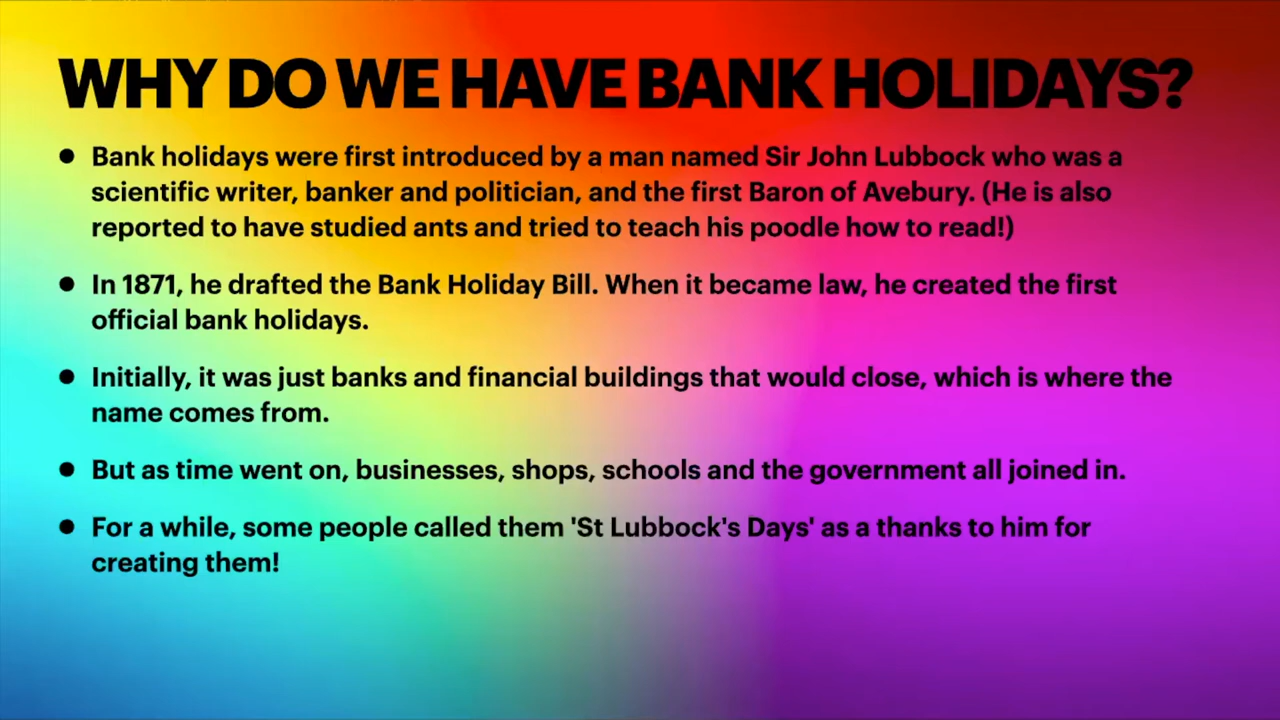 WHY DO WE HAVE BANK HOLIDAYS?
● Bank holidays were first introduced by a man named Sir John Lubbock who was a
scientific writer, banker and politician, and the first Baron of Avebury. (He is also
reported to have studied ants and tried to teach his poodle how to read!)
● In 1871, he drafted the Bank Holiday Bill. When it became law, he created the first
official bank holidays.
● Initially, it was just banks and financial buildings that would close, which is where the
name comes from.
● But as time went on, businesses, shops, schools and the government all joined in.
● For a while, some people called them 'St Lubbock's Days' as a thanks to him for
creating them!